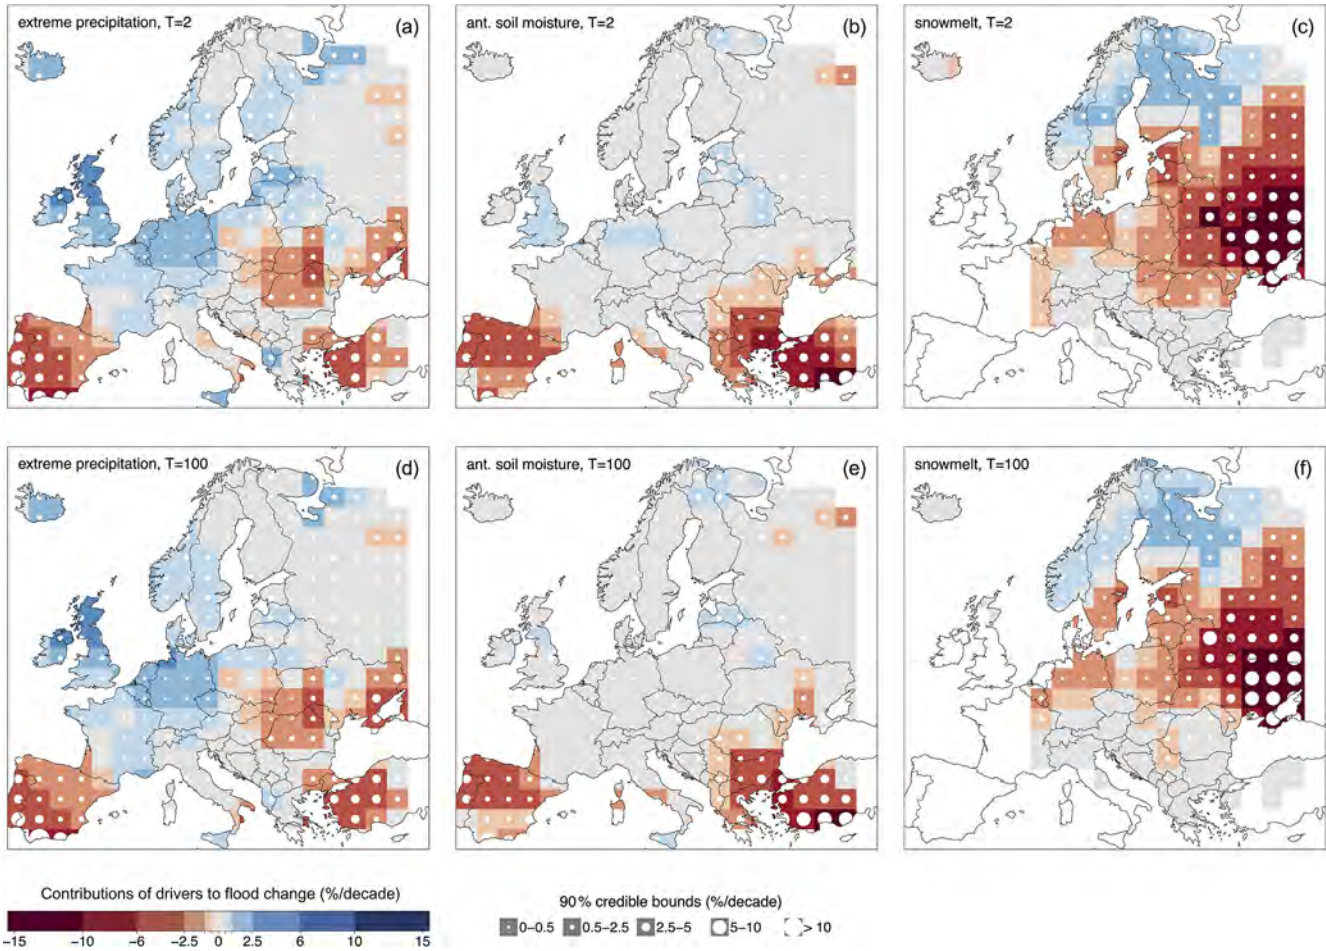 extreme precipitation, T=2 (a)
ant. soil moisture, T=2 (b)
snowmelt, T=2 (c)
extreme precipitation, T=100 (d)
ant. soil moisture, T=100 (e)
snowmelt, T=100 (f)
Contributions of drivers to flood change (%/decade)
−15 −10 −6 −2.5 0 2.5 6 10 15
90% credible bounds (%/decade)
0−0.5 0.5−2.5 2.5−5 5−10 > 10